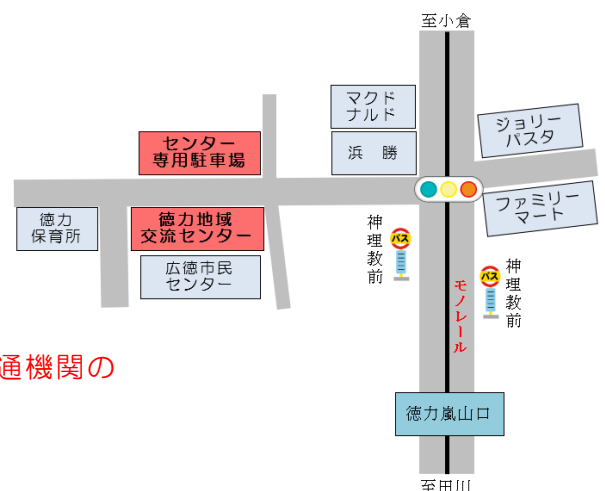 至小倉
マクド
ナルド
ジョリー
パスタ
センター
専用駐車場
浜　勝
徳力
保育所
徳力地域
交流センター
ファミリー
マート
広徳市民
センター
神理教前
バス
バス
神理教前
モノレール
通機関の
徳力嵐山口
至田川